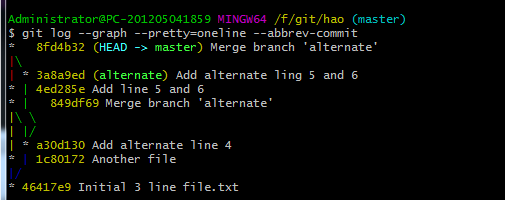 Administrator@PC-201205041859 MINGW64 /f/git/hao (master)
$ git log --graph --pretty=oneline --abbrev-commit
*   8fd4b32 (HEAD -> master) Merge branch 'alternate'
|\
| * 3a8a9ed (alternate) Add alternate ling 5 and 6
* | 4ed285e Add line 5 and 6
* |   849df69 Merge branch 'alternate'
|\ \
| |/
| * a30d130 Add alternate line 4
* | 1c80172 Another file
|/
* 46417e9 Initial 3 line file.txt